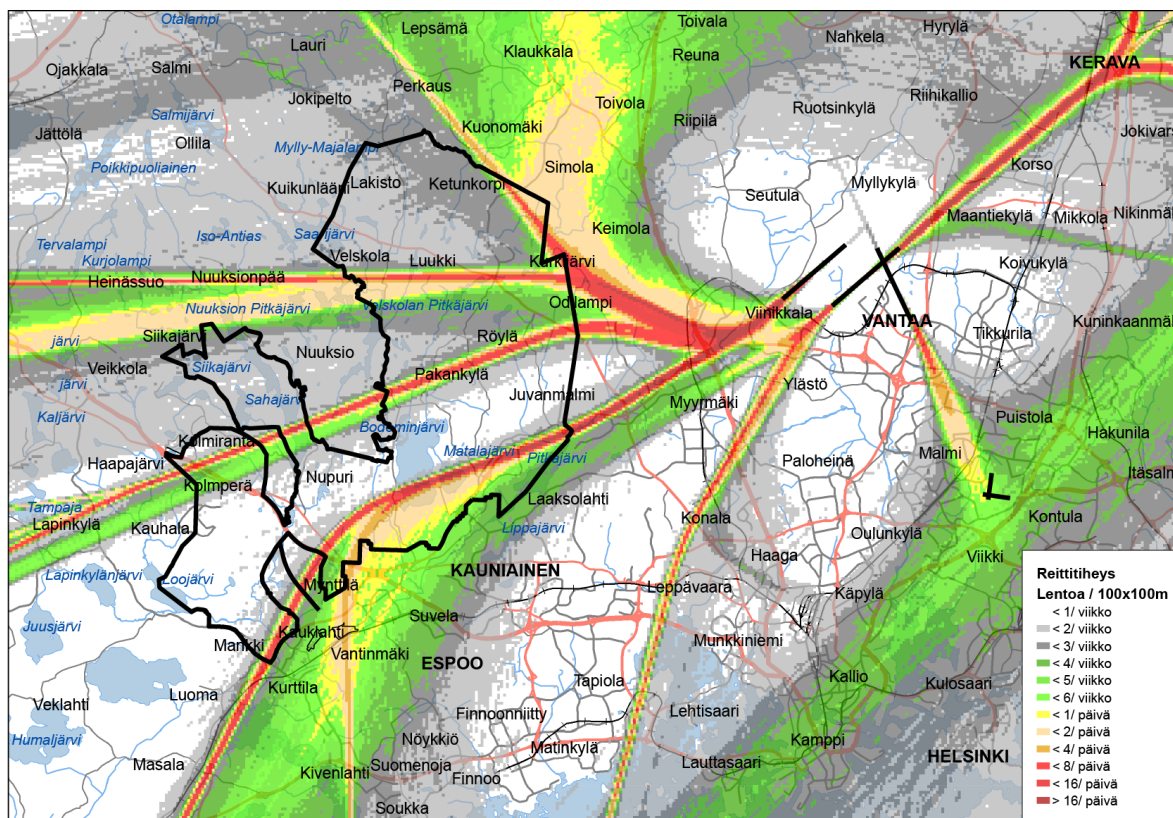 Otalampi
Lepsämä
Toivala
Nahkela
Hyrylä
Lauri
Klaukkala
Reuna
Ojakkala
Salmi
KERAVA
Perkaus
Jokipelto
Toivola
Ruotsinkylä
Riihikallio
Salmijärvi
Kuonomäki
Riipilä
Jättölä
Ollila
Jokivars
Mylly-Majalampi
Poikkipuoliainen
Simola
Korso
Kuikunlääni
Lakisto
Ketunkorpi
Seutula
Myllykylä
Maantiekylä
Mikkola
Nikinmäk
Keimola
Tervalampi
Iso-Antias
Saarijärvi
Velskola
Luukki
Kurkijärvi
Koivukylä
Kurjolampi
Heinässuo
Nuuksionpää
Nuuksion Pitkäjärvi
Velskolan Pitkäjärvi
Odilampi
Viinikkala
VANTAA
Kuninkaanmäki
Siikajärvi
Röylä
Tikkurila
järvi
Nuuksio
Veikkola
Siikajärvi
Pakankylä
Ylästö
järvi
Sahajärvi
Juvanmalmi
Myyrmäki
Puistola
Kaljärvi
Bodominjärvi
Hakunila
Kolmiranta
Matalajärvi
Pitkäjärvi
Paloheinä
Malmi
Haapajärvi
Nupuri
Itäsalm
Kolmperä
Laaksolahti
Konala
Kontula
Tampaja
Lapinkylä
Kauhala
Lippajärvi
Oulunkylä
Haaga
Viikki
Lapinkylänjärvi
Loojärvi
Mynttilä
KAUNIAINEN
Leppävaara
Käpylä
Juusjärvi
Suvela
Kauklahti
Munkkiniemi
Mankki
Vantinmäki
ESPOO
Kallio
Kulosaari
Luoma
Kurttila
Tapiola
Veklahti
Finnoonniitty
Lehtisaari
Humaljärvi
Nöykkiö
Matinkylä
Kamppi
HELSINKI
Masala
Kivenlahti
Suomenoja
Finnoo
Lauttasaari
Soukka
Reittitiheys
Lentoa / 100x100m
< 1/ viikko
< 2/ viikko
< 3/ viikko
< 4/ viikko
< 5/ viikko
< 6/ viikko
< 1/ päivä
< 2/ päivä
< 4/ päivä
< 8/ päivä
< 16/ päivä
> 16/ päivä